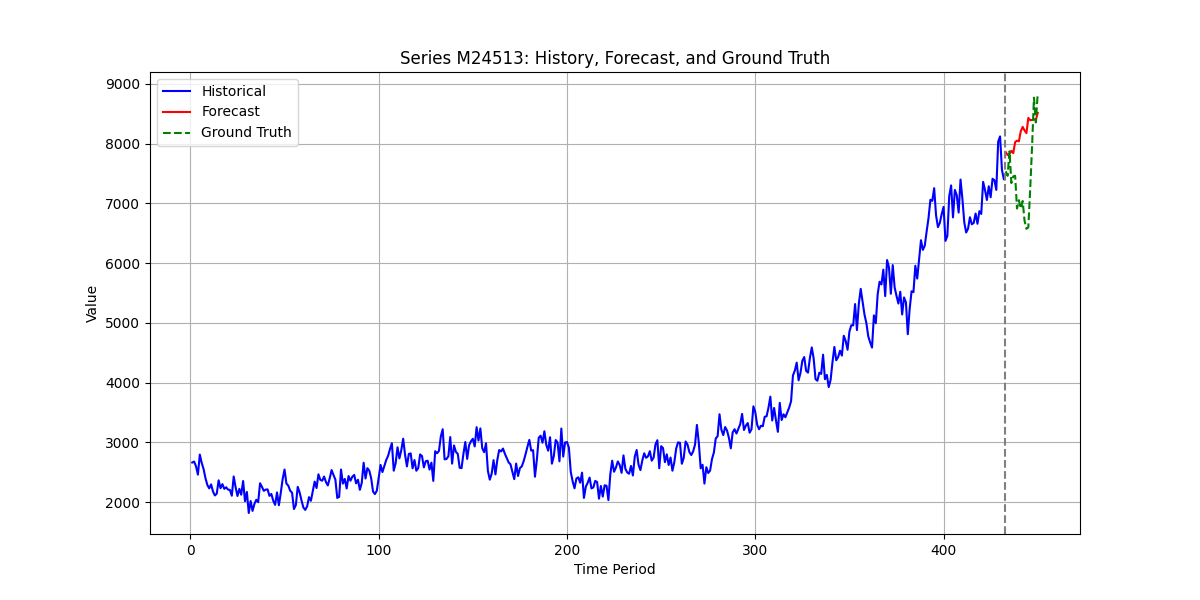 Series M24513: History, Forecast, and Ground Truth
Historical
Forecast
Ground Truth
9000
8000
7000
6000
5000
4000
3000
2000
Value
0
100
200
300
400
Time Period